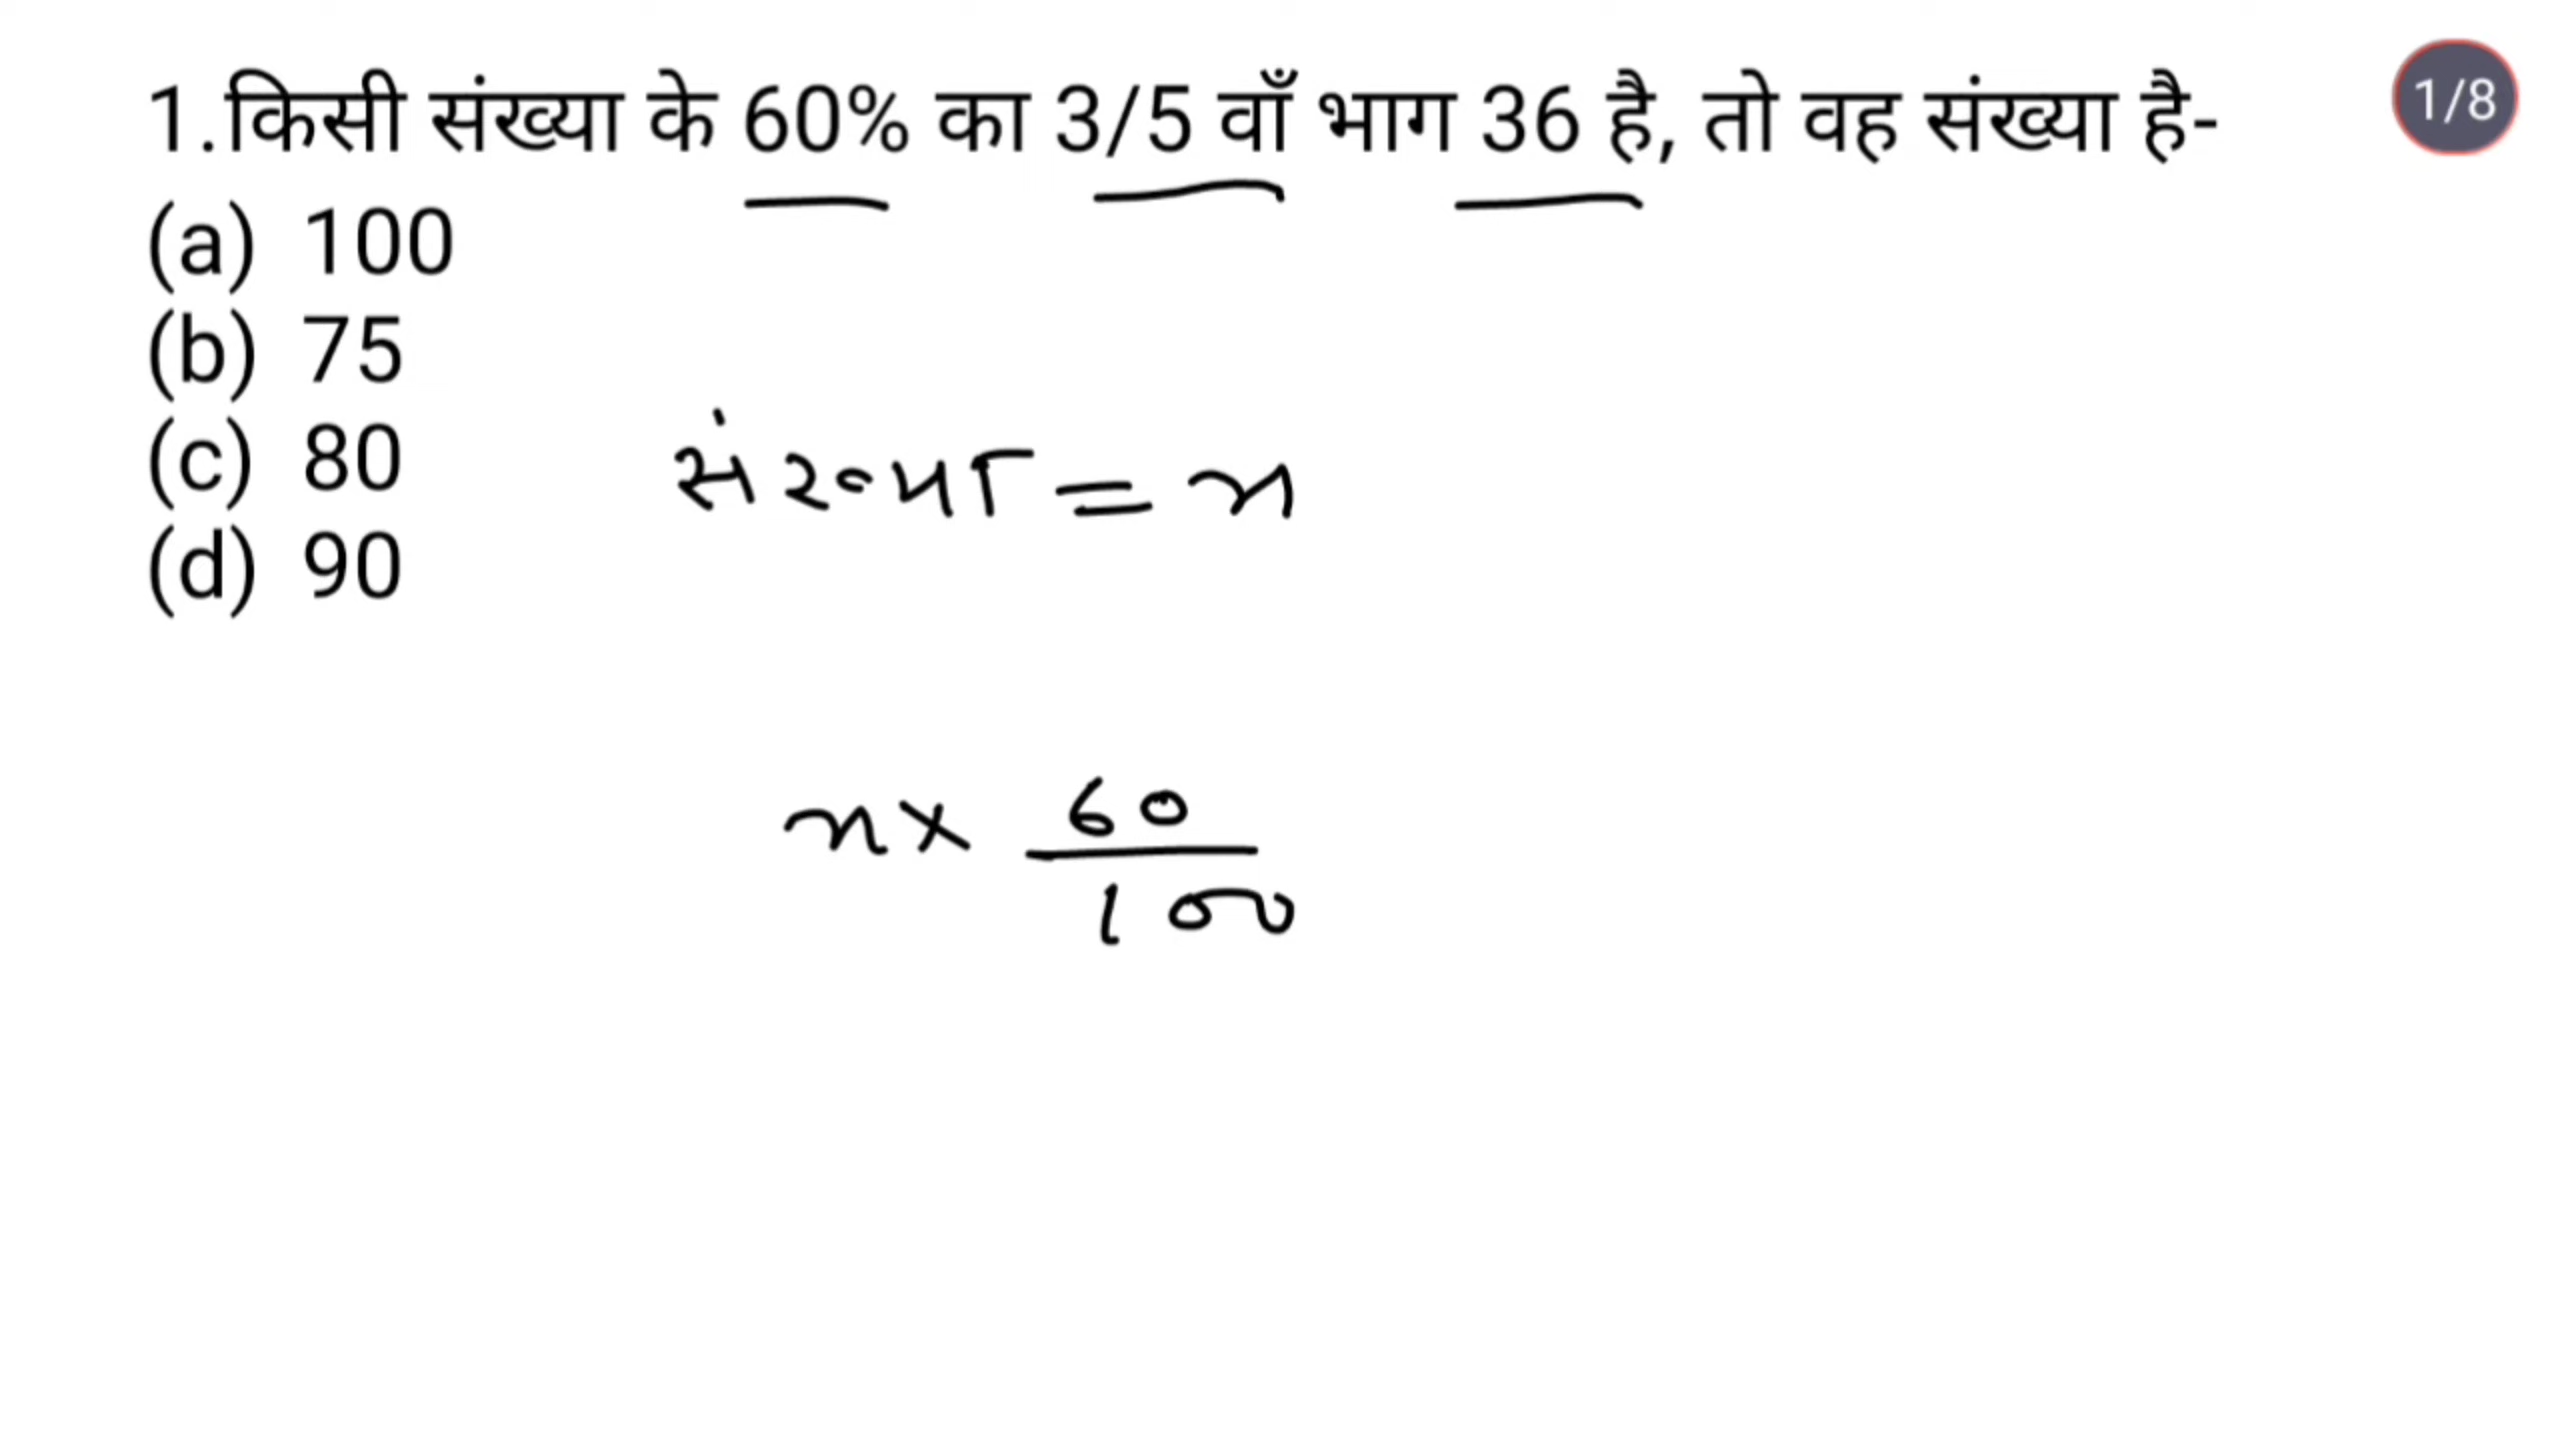 1.किसी संख्या के 60% का 3/5 वाँ भाग 36 है, तो वह संख्या है-
1/8
(a) 100
(b) 75
(c) 80
(d) 90
संख्या = x
x × 60/100